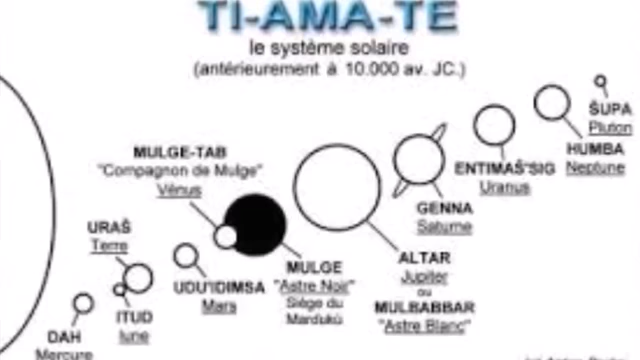 TI-AMA-TE
le système solaire
(antérieurement à 10.000 av. JC.)
ŠUPA
Pluton
HUMBA
Neptune
ENTIMAŠ'SIG
Uranus
GENNA
Saturne
ALTAR
Jupiter
ou
MULBABBAR
"Astre Blanc"
MULGE-TAB
"Compagnon de Mulge"
Vénus
MULGE
"Astre Noir"
Siège du
Mardukù
UDU'IDIMSA
Mars
URAŠ
Terre
ITUD
lune
DAH
Mercure